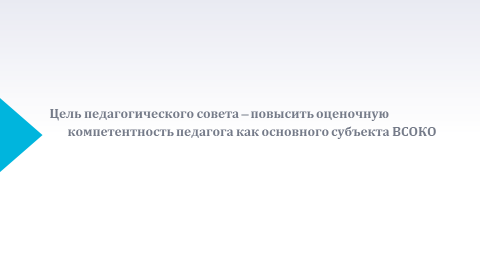 Цель педагогического совета – повысить оценочную
компетентность педагога как основного субъекта ВСОКО